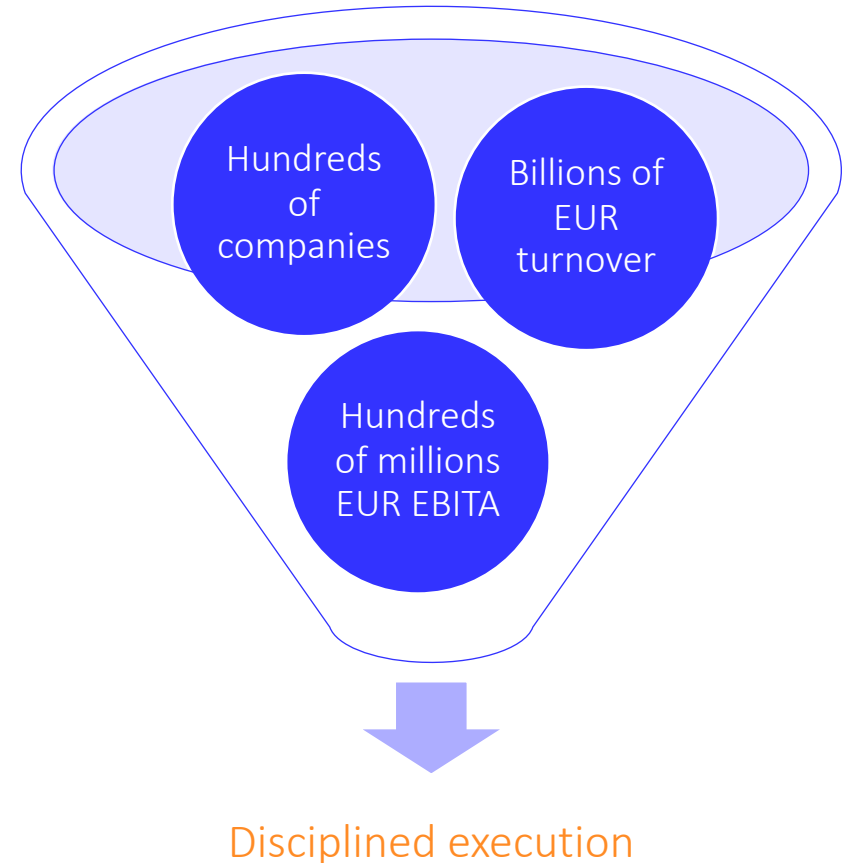 Hundreds
of
companies
Billions of
EUR
turnover
Hundreds
of millions
EUR EBITA
Disciplined execution